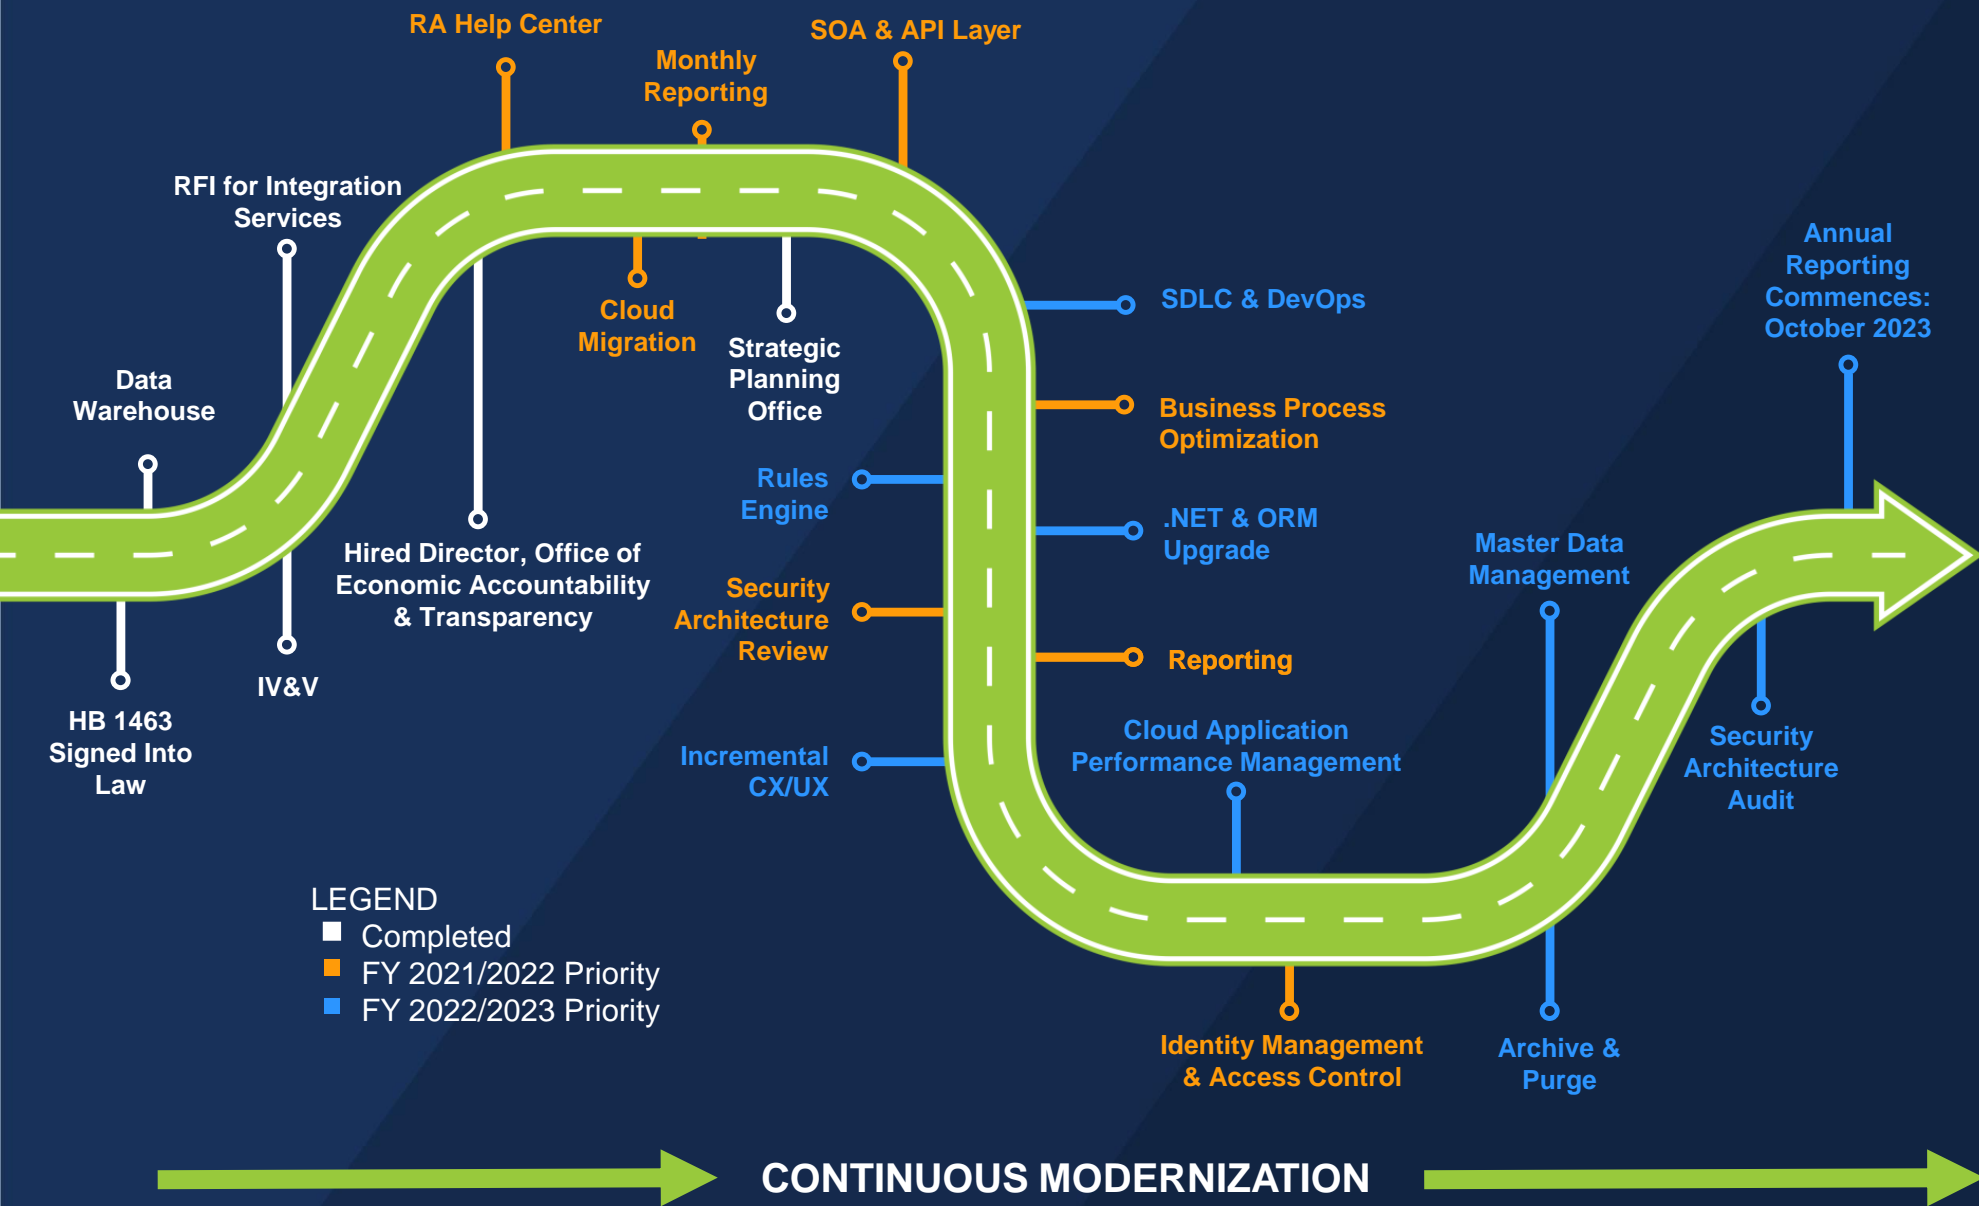 RA Help Center
SOA & API Layer
Monthly
Reporting
RFI for Integration
Services
Data
Warehouse
HB 1463
Signed Into
Law
IV&V
Hired Director, Office of
Economic Accountability
& Transparency
Cloud
Migration
Strategic
Planning
Office
SDLC & DevOps
Business Process
Optimization
Rules
Engine
.NET & ORM
Upgrade
Security
Architecture
Review
Reporting
Incremental
CX/UX
Cloud Application
Performance Management
Identity Management
& Access Control
Master Data
Management
Archive &
Purge
Annual
Reporting
Commences:
October 2023
Security
Architecture
Audit
LEGEND
Completed
FY 2021/2022 Priority
FY 2022/2023 Priority
CONTINUOUS MODERNIZATION